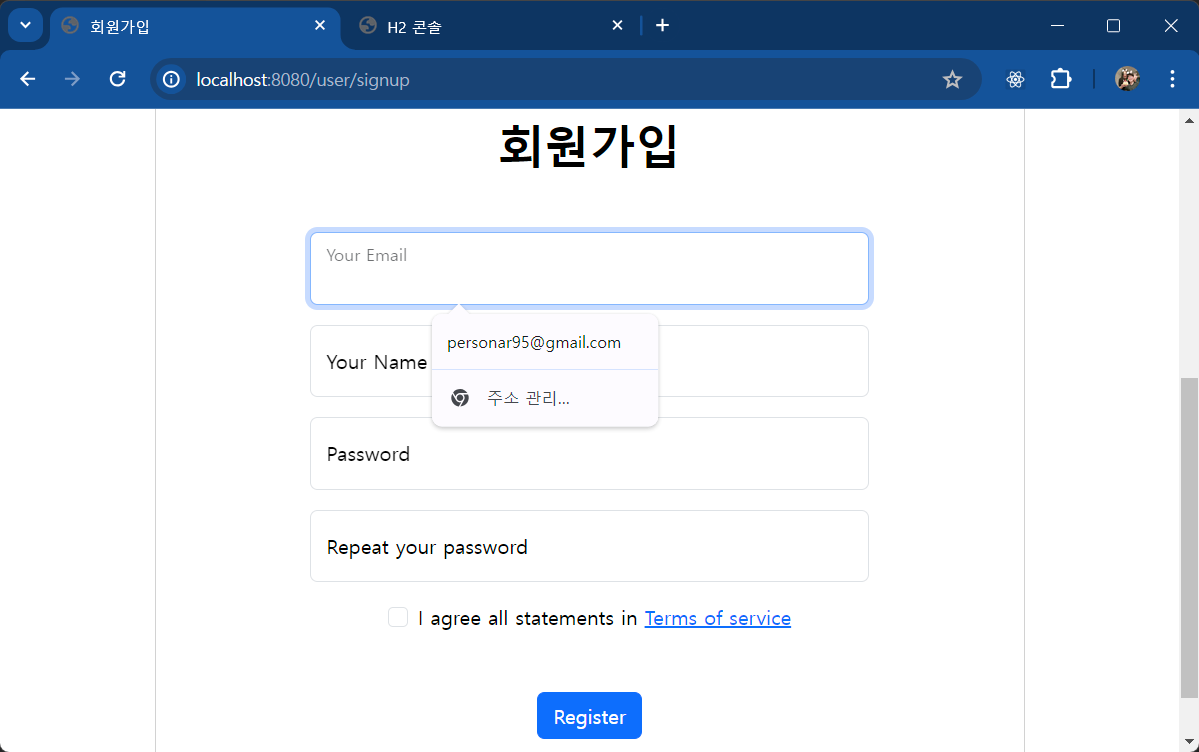 회원가입
H2 콘솔
localhost:8080/user/signup
회원가입
Your Email
personar95@gmail.com
Your Name
주소 관리...
Password
Repeat your password
I agree all statements in Terms of service
Register